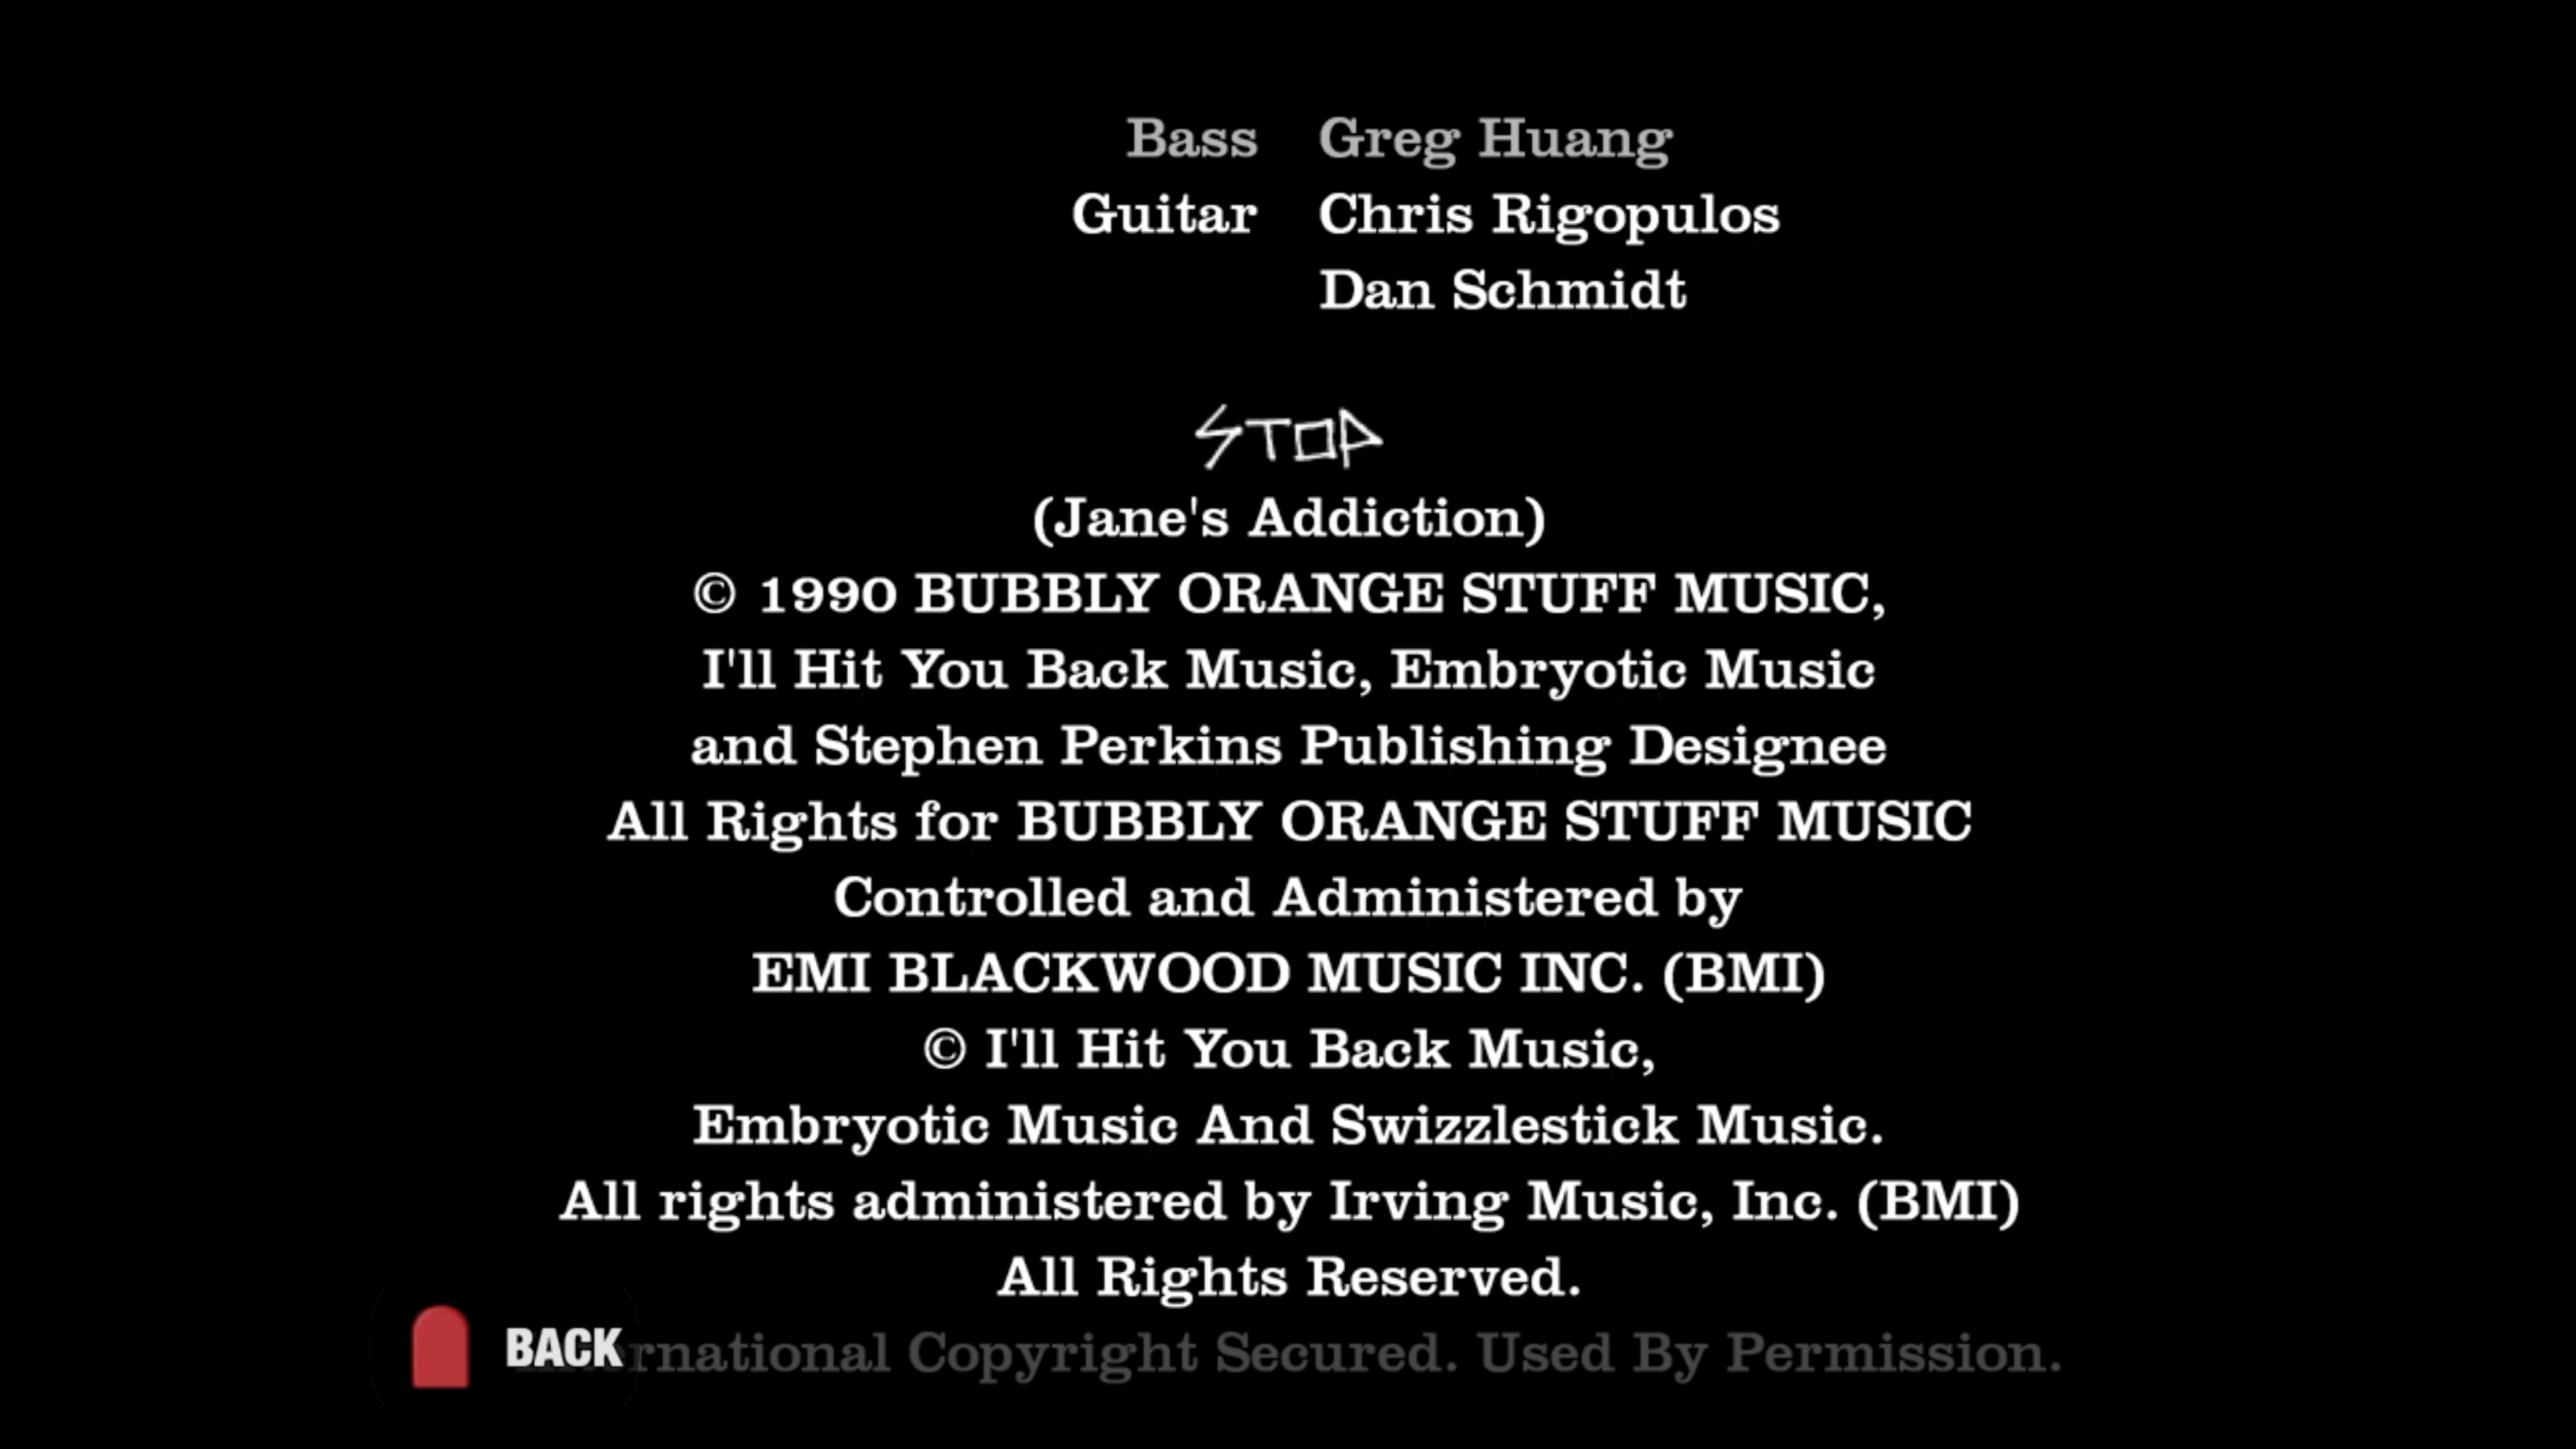 Bass Greg Huang
Guitar Chris Rigopulos
Dan Schmidt
STOP
(Jane's Addiction)
© 1990 BUBBLY ORANGE STUFF MUSIC,
I'll Hit You Back Music, Embryotic Music
and Stephen Perkins Publishing Designee
All Rights for BUBBLY ORANGE STUFF MUSIC
Controlled and Administered by
EMI BLACKWOOD MUSIC INC. (BMI)
© I'll Hit You Back Music,
Embryotic Music And Swizzlestick Music.
All rights administered by Irving Music, Inc. (BMI)
All Rights Reserved.
BACK
Copyright Secured. Used By Permission.